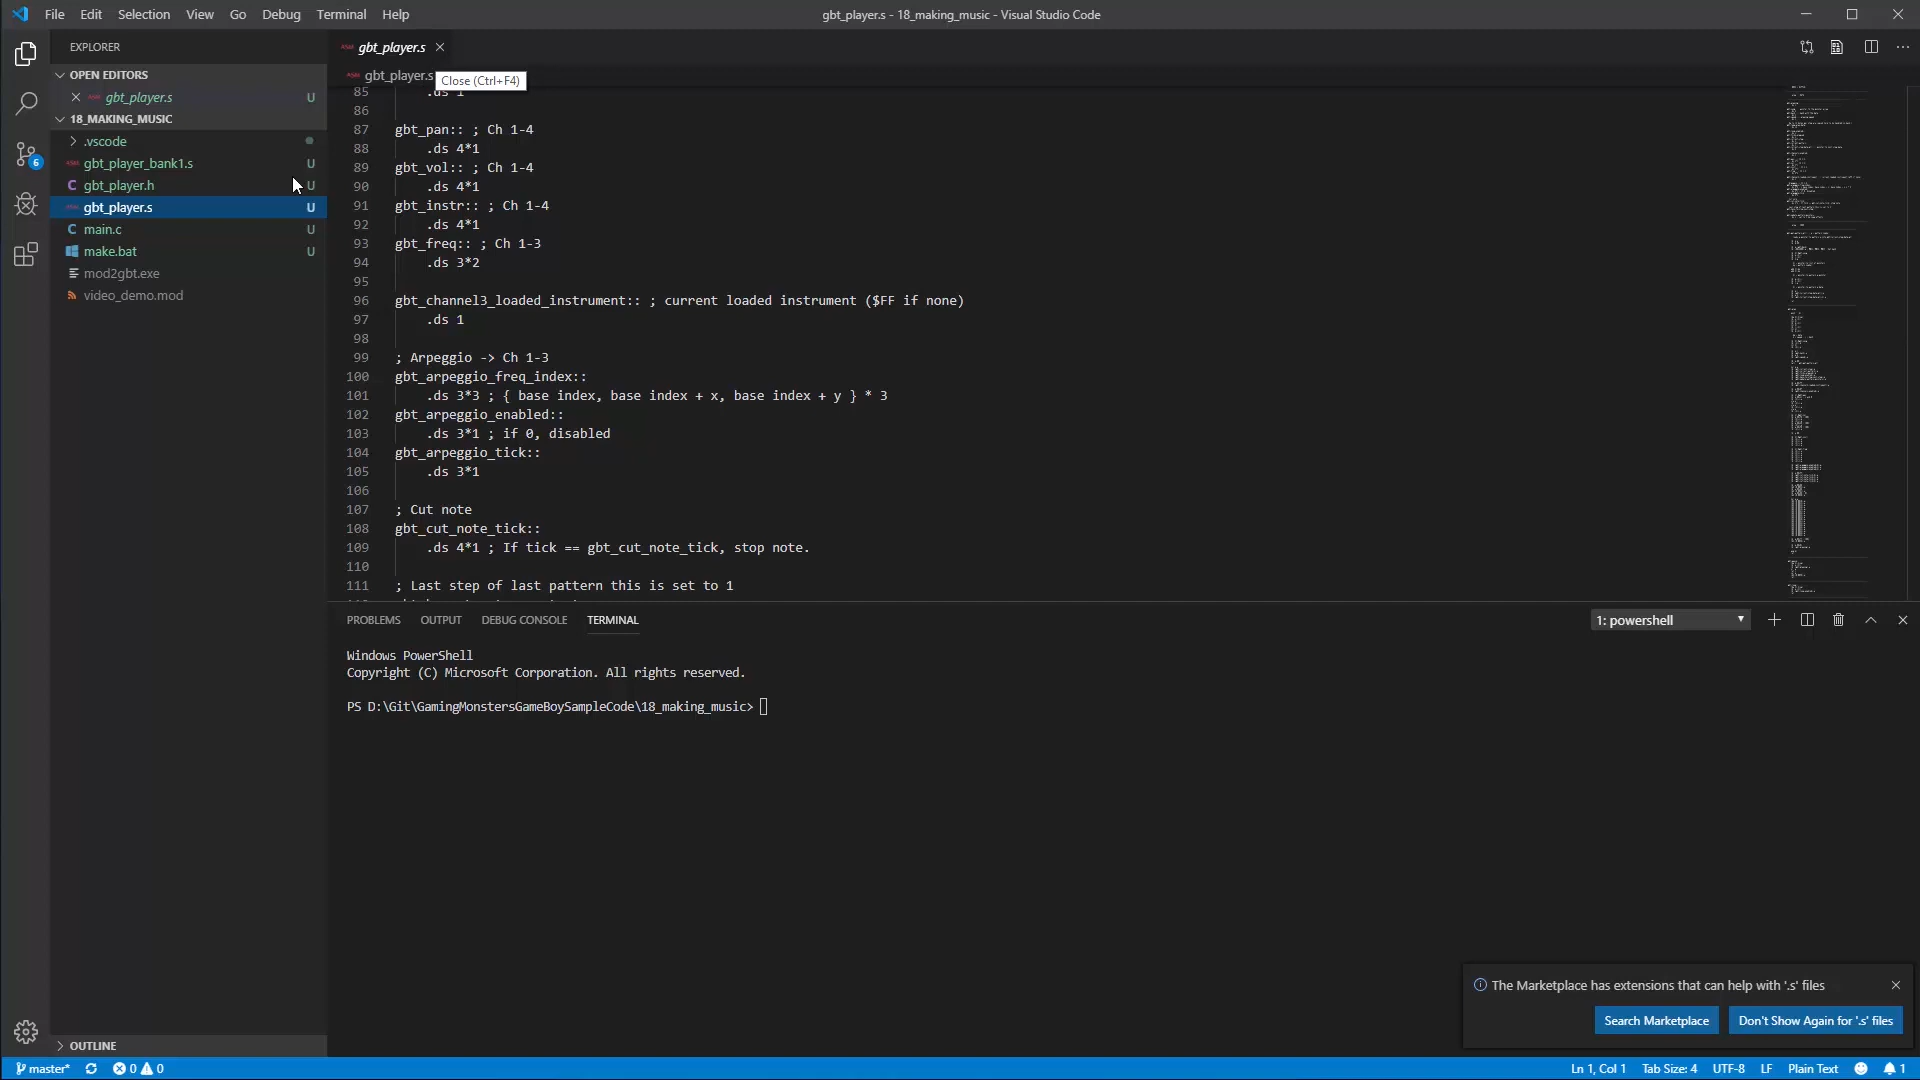 File Edit Selection View Go Debug Terminal Help
gbt_player.s - 18_making_music - Visual Studio Code
EXPLORER
OPEN EDITORS
gbt_player.s U
18_MAKING_MUSIC
.vscode
gbt_player_bank1.s U
gbt_player.h U
gbt_player.s U
main.c U
make.bat U
mod2gbt.exe
video_demo.mod
OUTLINE
6
gbt_player.s
gbt_player.s
Close (Ctrl+F4)
85 .ds 1
86
87 gbt_pan:: ; Ch 1-4
88 .ds 4*1
89 gbt_vol:: ; Ch 1-4
90 .ds 4*1
91 gbt_instr:: ; Ch 1-4
92 .ds 4*1
93 gbt_freq:: ; Ch 1-3
94 .ds 3*2
95
96 gbt_channel3_loaded_instrument:: ; current loaded instrument ($FF if none)
97 .ds 1
98
99 ; Arpeggio -> Ch 1-3
100 gbt_arpeggio_freq_index::
101 .ds 3*3 ; { base index, base index + x, base index + y } * 3
102 gbt_arpeggio_enabled::
103 .ds 3*1 ; if 0, disabled
104 gbt_arpeggio_tick::
105 .ds 3*1
106
107 ; Cut note
108 gbt_cut_note_tick::
109 .ds 4*1 ; If tick == gbt_cut_note_tick, stop note.
110
111 ; Last step of last pattern this is set to 1
PROBLEMS OUTPUT DEBUG CONSOLE TERMINAL
1: powershell
Windows PowerShell
Copyright (C) Microsoft Corporation. All rights reserved.
PS D:\Git\GamingMonstersGameBoySampleCode\18_making_music>
The Marketplace has extensions that can help with '.s' files
Search Marketplace
Don't Show Again for '.s' files
master* 0 0
Ln 1, Col 1 Tab Size: 4 UTF-8 LF Plain Text 1